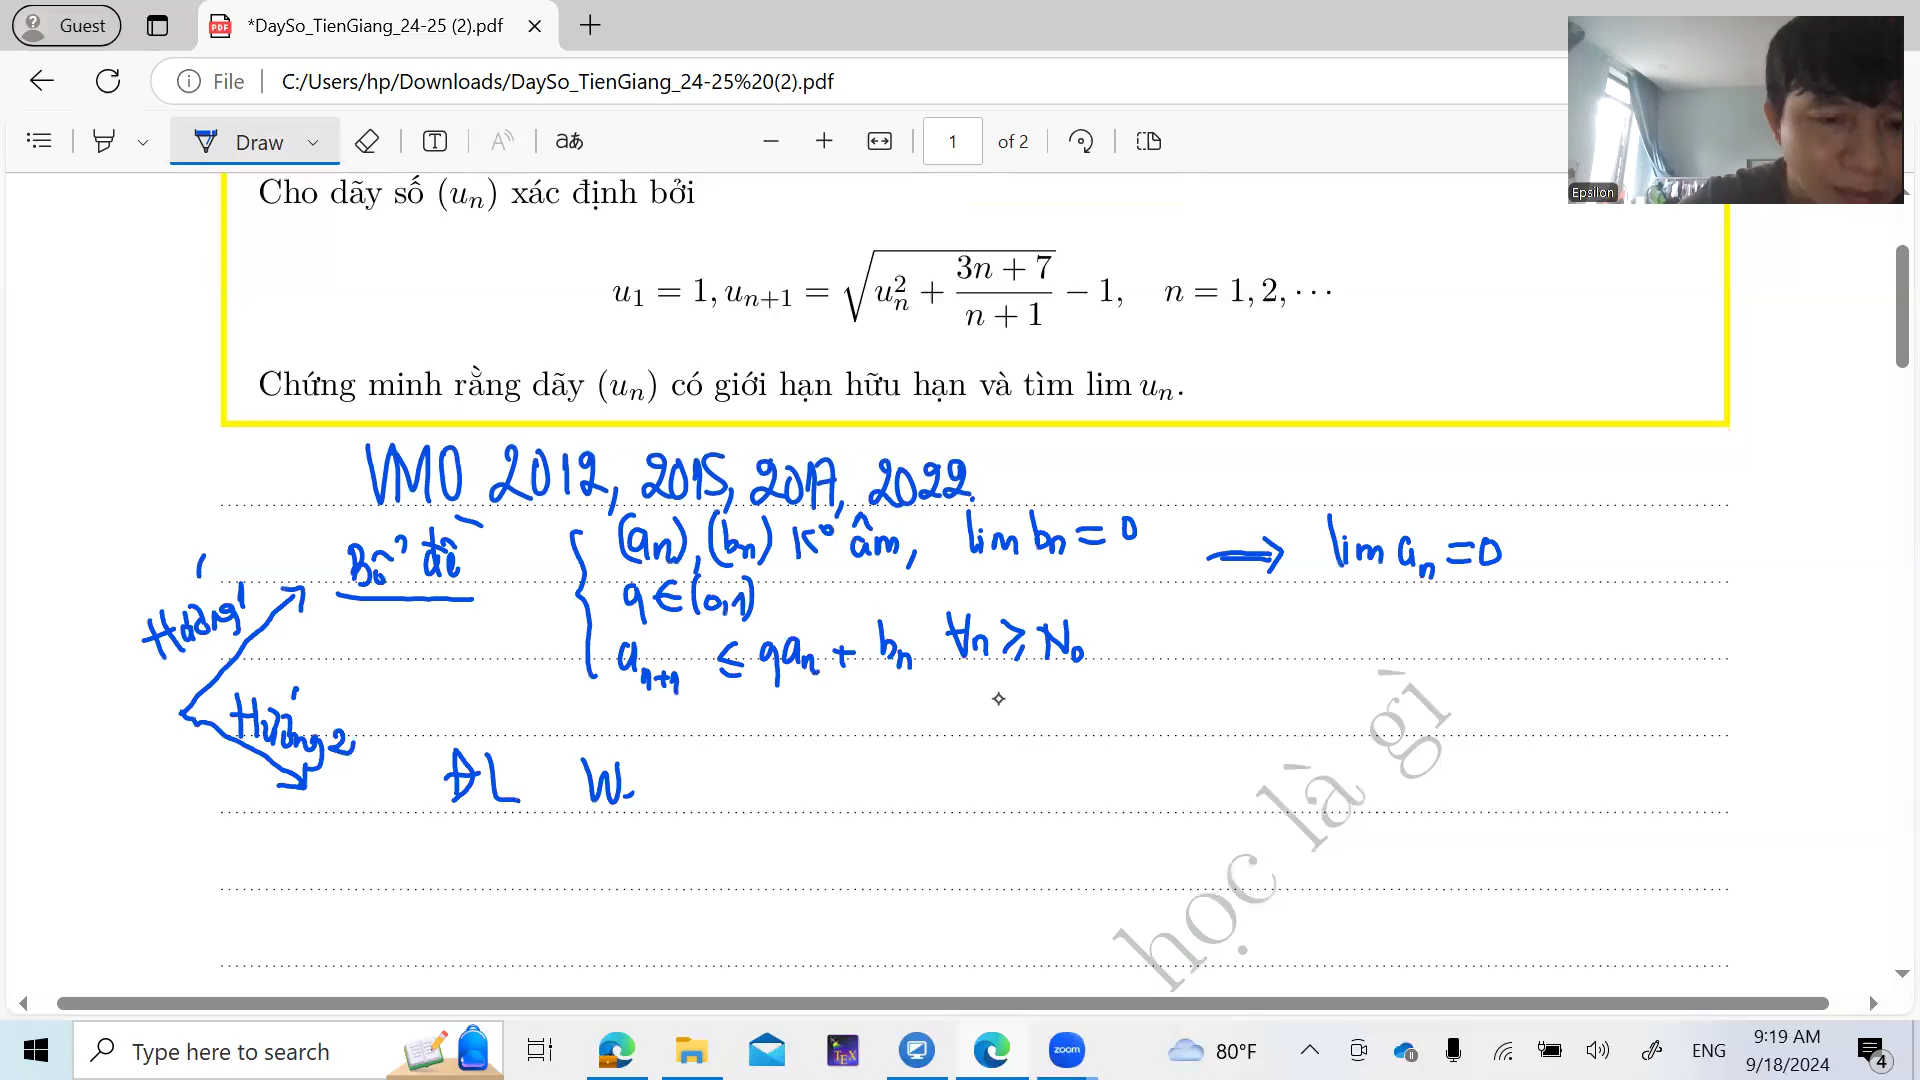 Guest
*DaySo_TienGiang_24-25 (2).pdf
File
C:/Users/hp/Downloads/DaySo_TienGiang_24-25%20(2).pdf
Draw
1 of 2
Epsilon
Cho dãy số (uₙ) xác định bởi
u₁ = 1, uₙ₊₁ = √(uₙ² + (3n + 7)/(n + 1)) − 1, n = 1, 2, ···
Chứng minh rằng dãy (uₙ) có giới hạn hữu hạn và tìm lim uₙ.
VMO 2012, 2015, 2017, 2022.
Bổ đề
(aₙ), (bₙ) k° âm, lim bₙ = 0 ⟹ lim aₙ = 0
q ∈ (0,1)
aₙ₊₁ ≤ qaₙ + bₙ ∀n ≥ N₀
Hướng 1
Hướng 2
ĐL W
học là gì
Type here to search
TEX
zoom
80°F
ENG
9:19 AM
9/18/2024
4